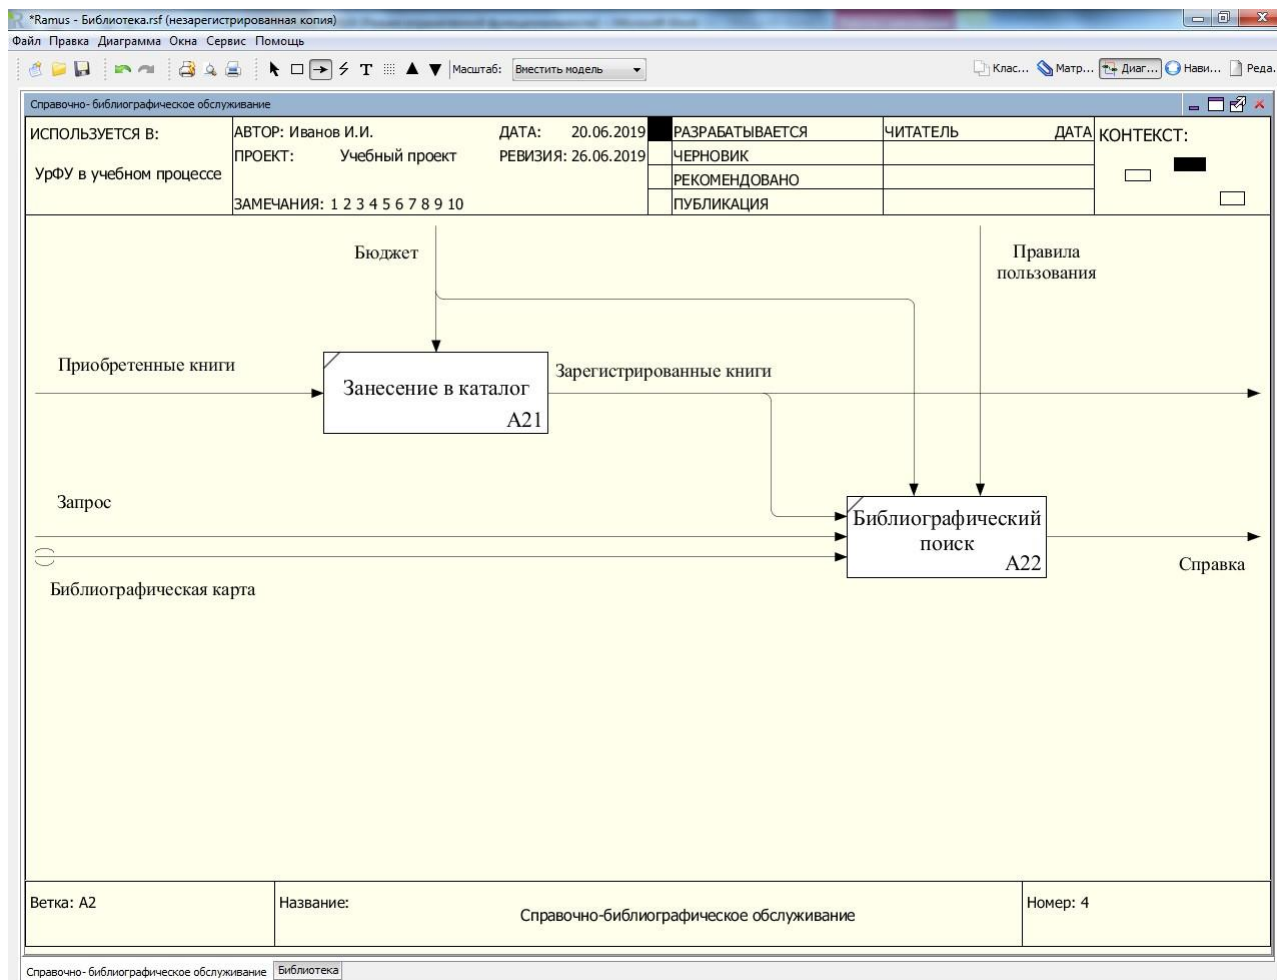 *Ramus - Библиотека.rsf (незарегистрированная копия)
Файл Правка Диаграмма Окна Сервис Помощь
T Масштаб: Вместить модель Клас... Матр... Диаг... Нави... Реда.
Справочно-библиографическое обслуживание
ИСПОЛЬЗУЕТСЯ В: АВТОР: Иванов И.И. ДАТА: 20.06.2019 РАЗРАБАТЫВАЕТСЯ ЧИТАТЕЛЬ ДАТА КОНТЕКСТ:
ПРОЕКТ: Учебный проект РЕВИЗИЯ: 26.06.2019 ЧЕРНОВИК
УрФУ в учебном процессе РЕКОМЕНДОВАНО
ЗАМЕЧАНИЯ: 1 2 3 4 5 6 7 8 9 10 ПУБЛИКАЦИЯ
Бюджет
Правила
пользования
Приобретенные книги
Занесение в каталог
A21
Зарегистрированные книги
Запрос
Библиографический
поиск
A22
Справка
Библиографическая карта
Ветка: A2 Название: Справочно-библиографическое обслуживание Номер: 4
Справочно-библиографическое обслуживание Библиотека